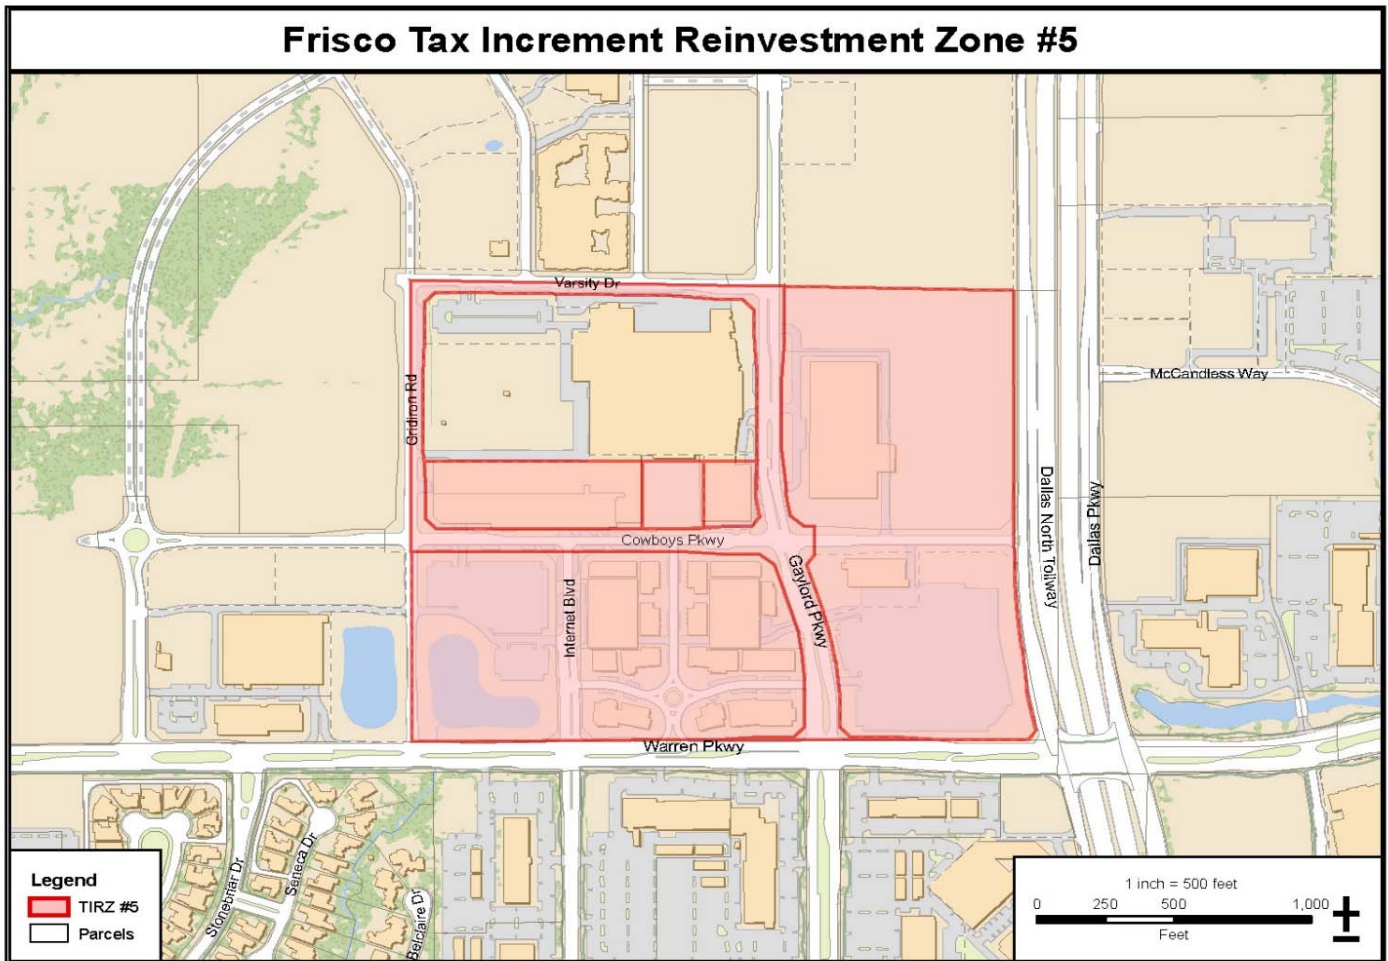 Frisco Tax Increment Reinvestment Zone #5
Varsity Dr
Gridiron Rd
McCandless Way
Cowboys Pkwy
Internet Blvd
Gaylord Pkwy
Dallas North Tollway
Dallas Pkwy
Warren Pkwy
Stonebriar Dr
Seneca Dr
Belclaire Dr
Legend
TIRZ #5
Parcels
1 inch = 500 feet
0 250 500 1,000
Feet